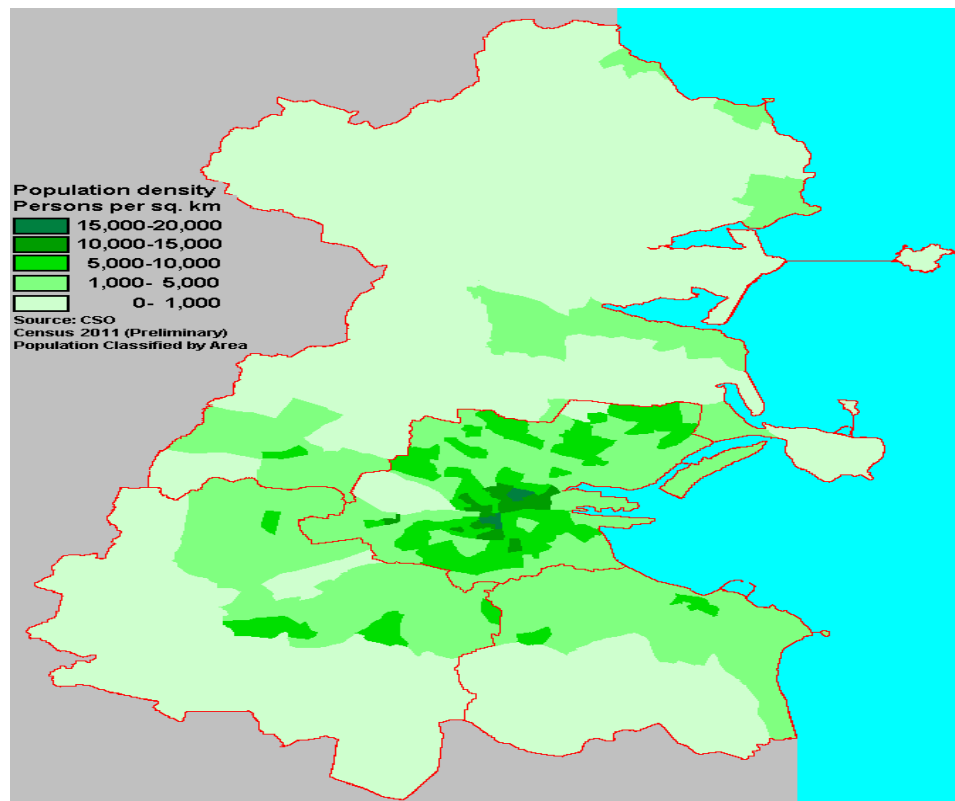 Population density
Persons per sq. km
15,000-20,000
10,000-15,000
5,000-10,000
1,000- 5,000
0- 1,000
Source: CSO
Census 2011 (Preliminary)
Population Classified by Area